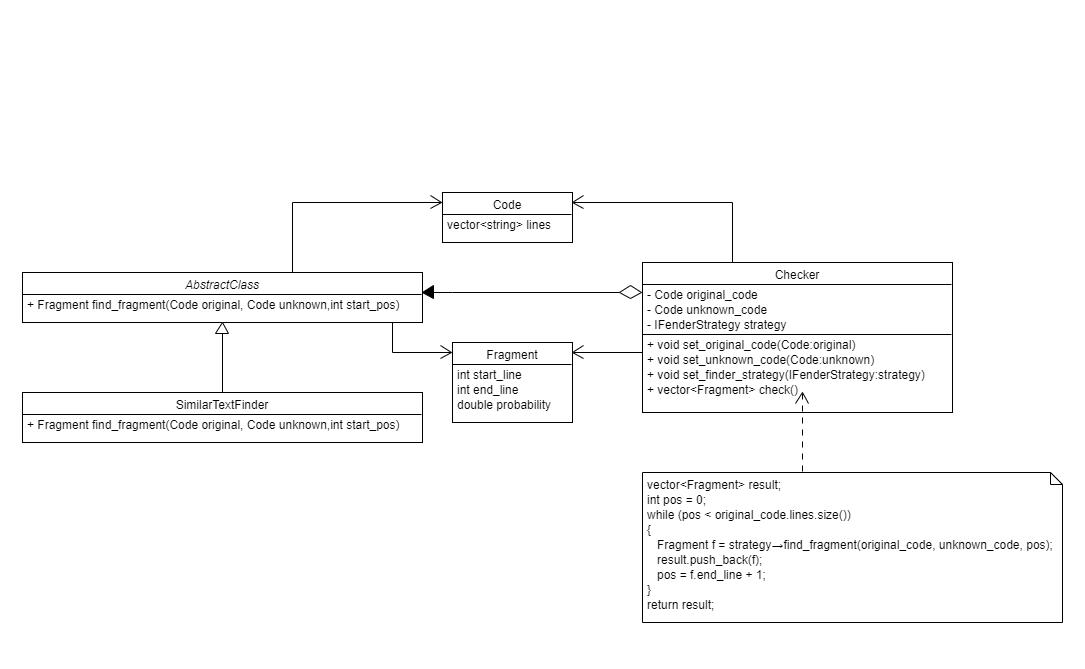 Code
vector<string> lines
AbstractClass
+ Fragment find_fragment(Code original, Code unknown,int start_pos)
Checker
- Code original_code
- Code unknown_code
- IFenderStrategy strategy
+ void set_original_code(Code:original)
+ void set_unknown_code(Code:unknown)
+ void set_finder_strategy(IFenderStrategy:strategy)
+ vector<Fragment> check()
Fragment
int start_line
int end_line
double probability
SimilarTextFinder
+ Fragment find_fragment(Code original, Code unknown,int start_pos)
vector<Fragment> result;
int pos = 0;
while (pos < original_code.lines.size())
{
Fragment f = strategy→find_fragment(original_code, unknown_code, pos);
result.push_back(f);
pos = f.end_line + 1;
}
return result;